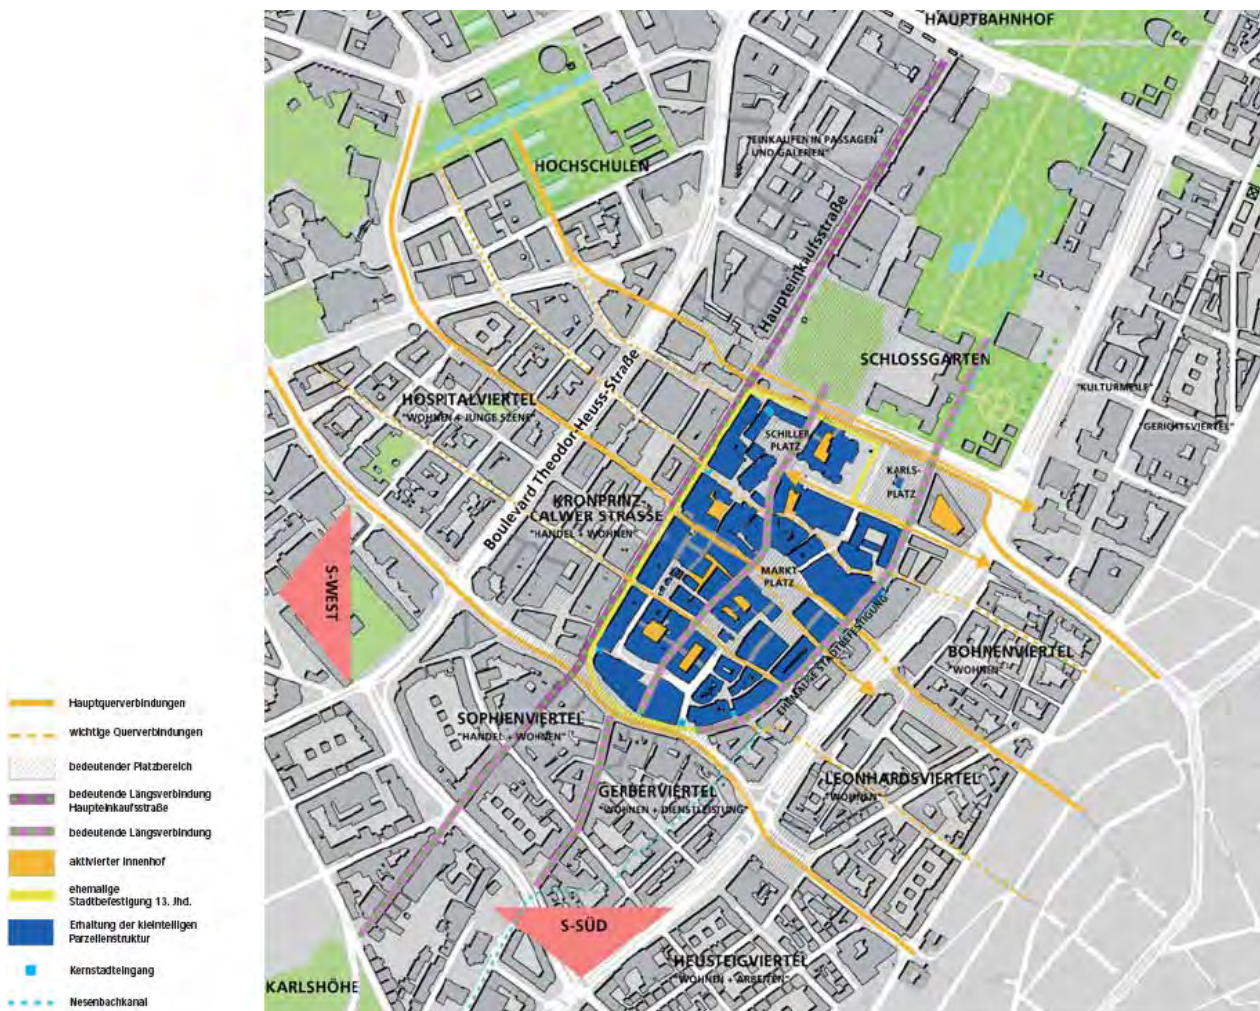 HAUPTBAHNHOF
"EINKAUFEN IN PASSAGEN
UND GALERIEN"
HOCHSCHULEN
Haupteinkaufsstraße
SCHLOSSGARTEN
"KULTURMEILE"
"GERICHTSVIERTEL"
HOSPITALVIERTEL
"WOHNEN + JUNGE SZENE"
Boulevard Theodor-Heuss-Straße
SCHILLER
PLATZ
KARLS-
PLATZ
KRONPRINZ-
CALWER STRASSE
"HANDEL + WOHNEN"
MARKT
PLATZ
S-WEST
EHEMALIGE STADTBEFESTIGUNG
BOHNENVIERTEL
"WOHNEN"
SOPHIENVIERTEL
"HANDEL + WOHNEN"
GERBERVIERTEL
"WOHNEN + DIENSTLEISTUNG"
LEONHARDSVIERTEL
"WOHNEN"
S-SÜD
HEUSTEIGVIERTEL
"WOHNEN + ARBEITEN"
KARLSHÖHE
Hauptquerverbindungen
wichtige Querverbindungen
bedeutender Platzbereich
bedeutende Längsverbindung
Haupteinkaufsstraße
bedeutende Längsverbindung
aktivierter Innenhof
ehemalige
Stadtbefestigung 13. Jhd.
Erhaltung der kleinteiligen
Parzellenstruktur
Kernstadteingang
Nesenbachkanal